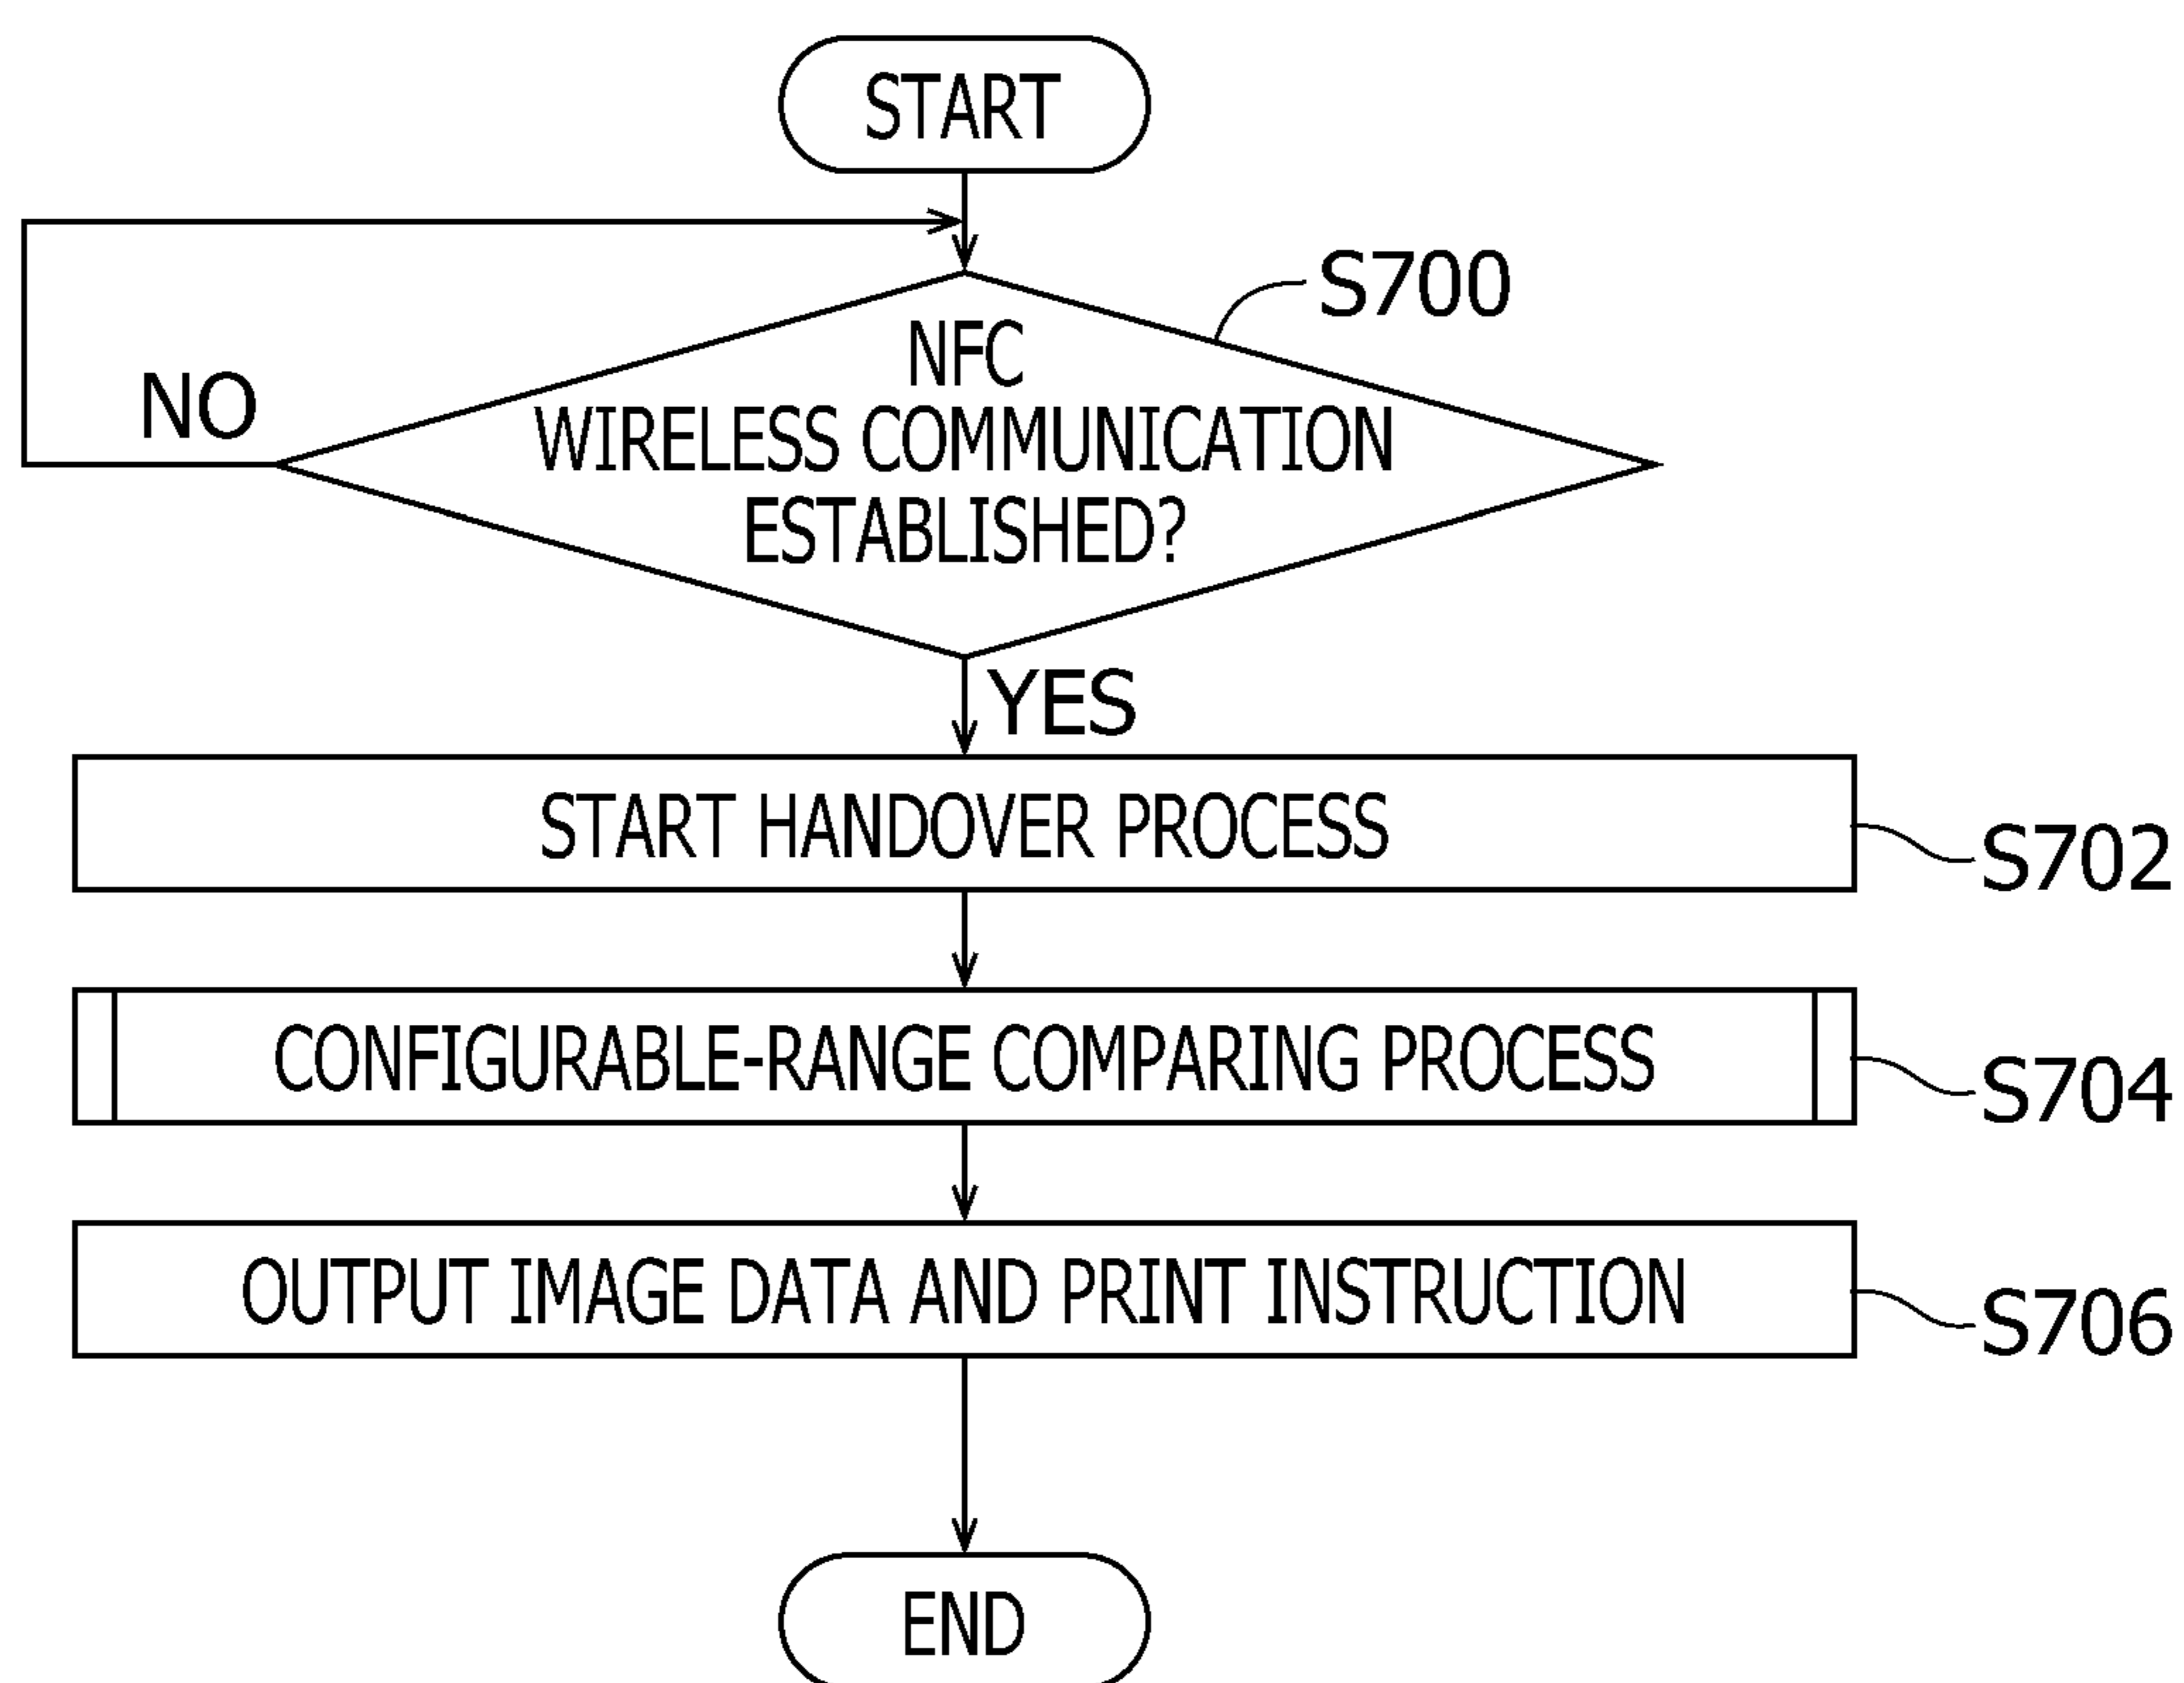 START
S700
NFC
WIRELESS COMMUNICATION
ESTABLISHED?
NO
YES
START HANDOVER PROCESS
S702
CONFIGURABLE-RANGE COMPARING PROCESS
S704
OUTPUT IMAGE DATA AND PRINT INSTRUCTION
S706
END